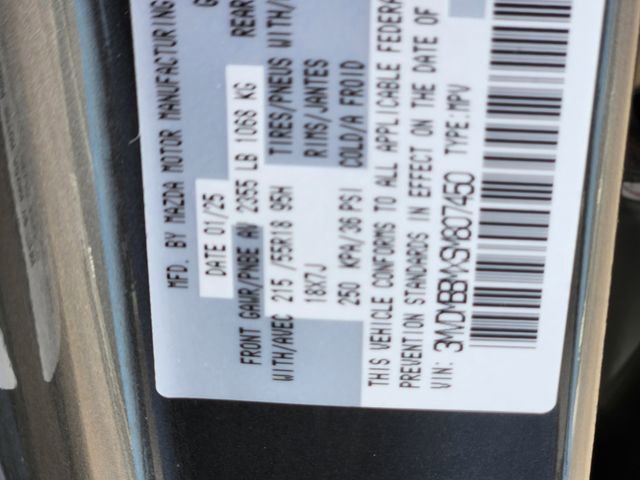 MFD. BY MAZDA MOTOR MANUFACTURING
DATE 01/25
G
FRONT GAWR/PNBE AV 2355 LB 1068 KG
REAR
WITH/AVEC 215 /55R18 95H
TIRES/PNEUS WITH/
18X7J
RIMS/JANTES
250 KPA/36 PSI
COLD/A FROID
THIS VEHICLE CONFORMS TO ALL APPLICABLE FEDERA
PREVENTION STANDARDS IN EFFECT ON THE DATE OF
VIN: 3MVDMBBMXSM807450 TYPE:MPV